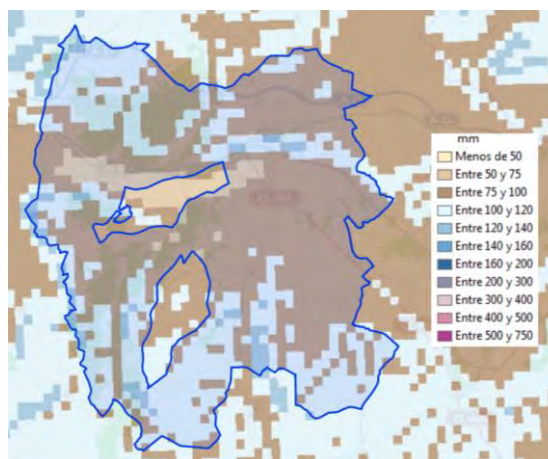 mm
Menos de 50
Entre 50 y 75
Entre 75 y 100
Entre 100 y 120
Entre 120 y 140
Entre 140 y 160
Entre 160 y 200
Entre 200 y 300
Entre 300 y 400
Entre 400 y 500
Entre 500 y 750